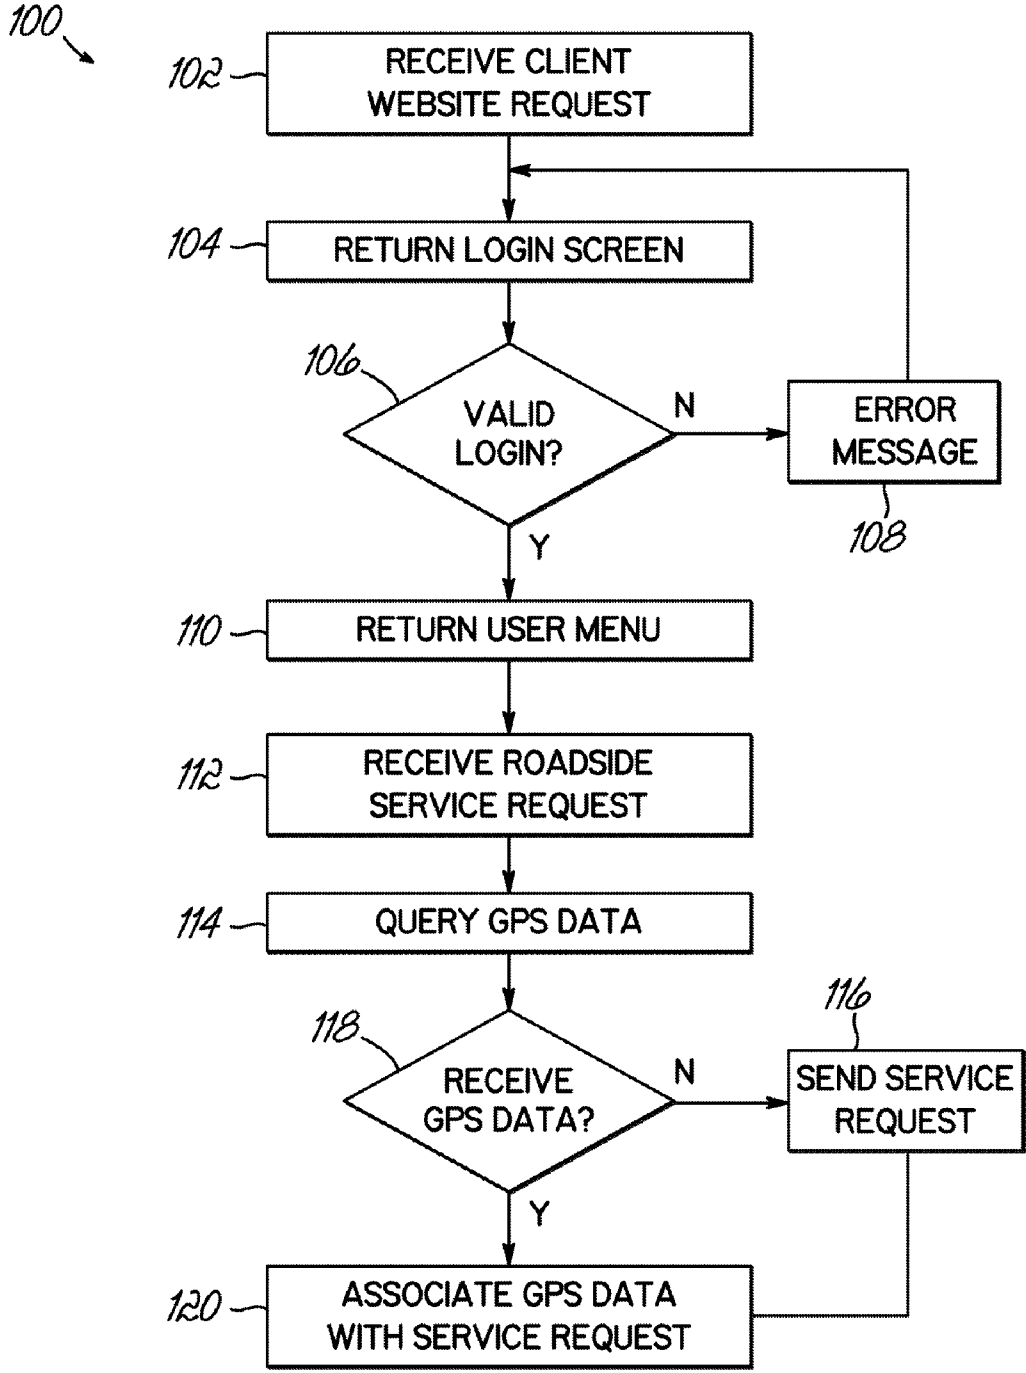 100
102
RECEIVE CLIENT
WEBSITE REQUEST
104
RETURN LOGIN SCREEN
106
VALID
LOGIN?
N
ERROR
MESSAGE
108
Y
110
RETURN USER MENU
112
RECEIVE ROADSIDE
SERVICE REQUEST
114
QUERY GPS DATA
118
RECEIVE
GPS DATA?
N
116
SEND SERVICE
REQUEST
Y
120
ASSOCIATE GPS DATA
WITH SERVICE REQUEST